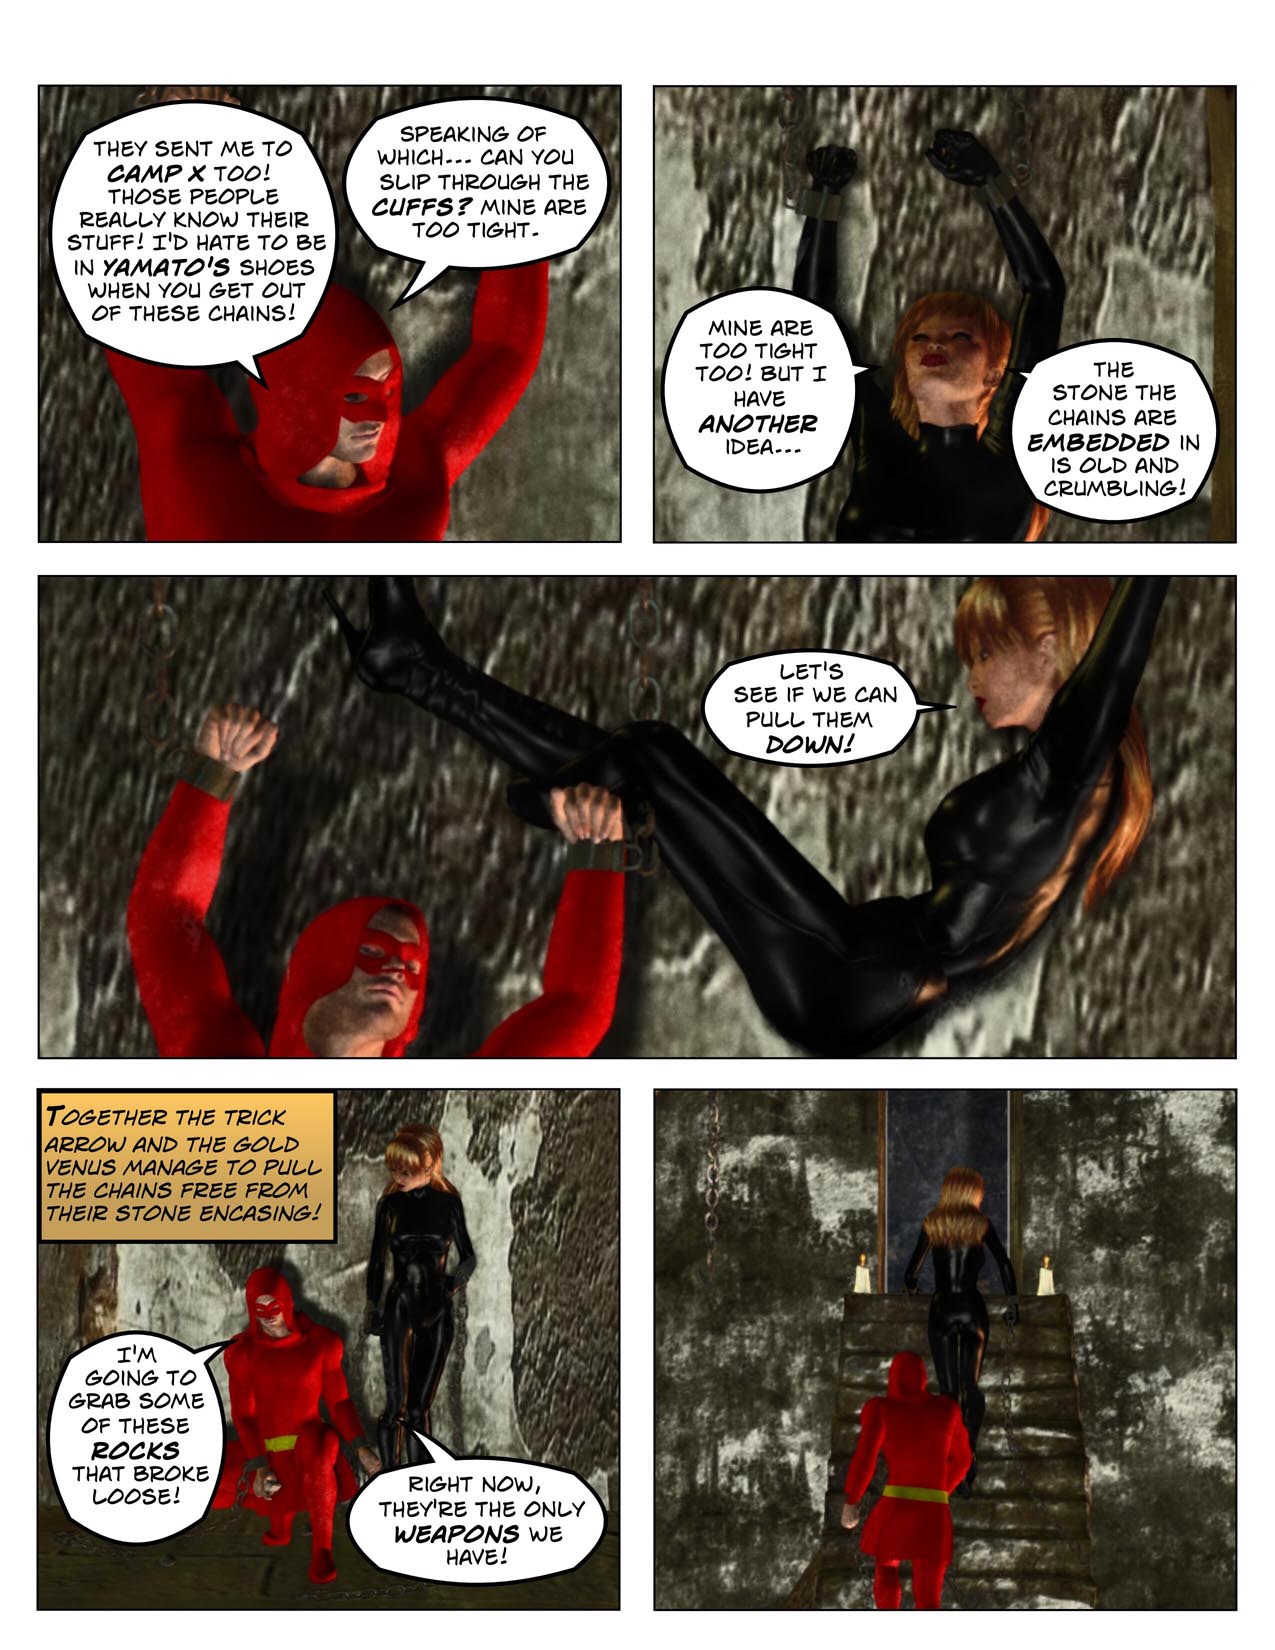 THEY SENT ME TO
CAMP X TOO!
THOSE PEOPLE
REALLY KNOW THEIR
STUFF! I'D HATE TO BE
IN YAMATO'S SHOES
WHEN YOU GET OUT
OF THESE CHAINS!
SPEAKING OF
WHICH... CAN YOU
SLIP THROUGH THE
CUFFS? MINE ARE
TOO TIGHT.
MINE ARE
TOO TIGHT
TOO! BUT I
HAVE
ANOTHER
IDEA...
THE
STONE THE
CHAINS ARE
EMBEDDED IN
IS OLD AND
CRUMBLING!
LET'S
SEE IF WE CAN
PULL THEM
DOWN!
TOGETHER THE TRICK
ARROW AND THE GOLD
VENUS MANAGE TO PULL
THE CHAINS FREE FROM
THEIR STONE ENCASING!
I'M
GOING TO
GRAB SOME
OF THESE
ROCKS
THAT BROKE
LOOSE!
RIGHT NOW,
THEY'RE THE ONLY
WEAPONS WE
HAVE!